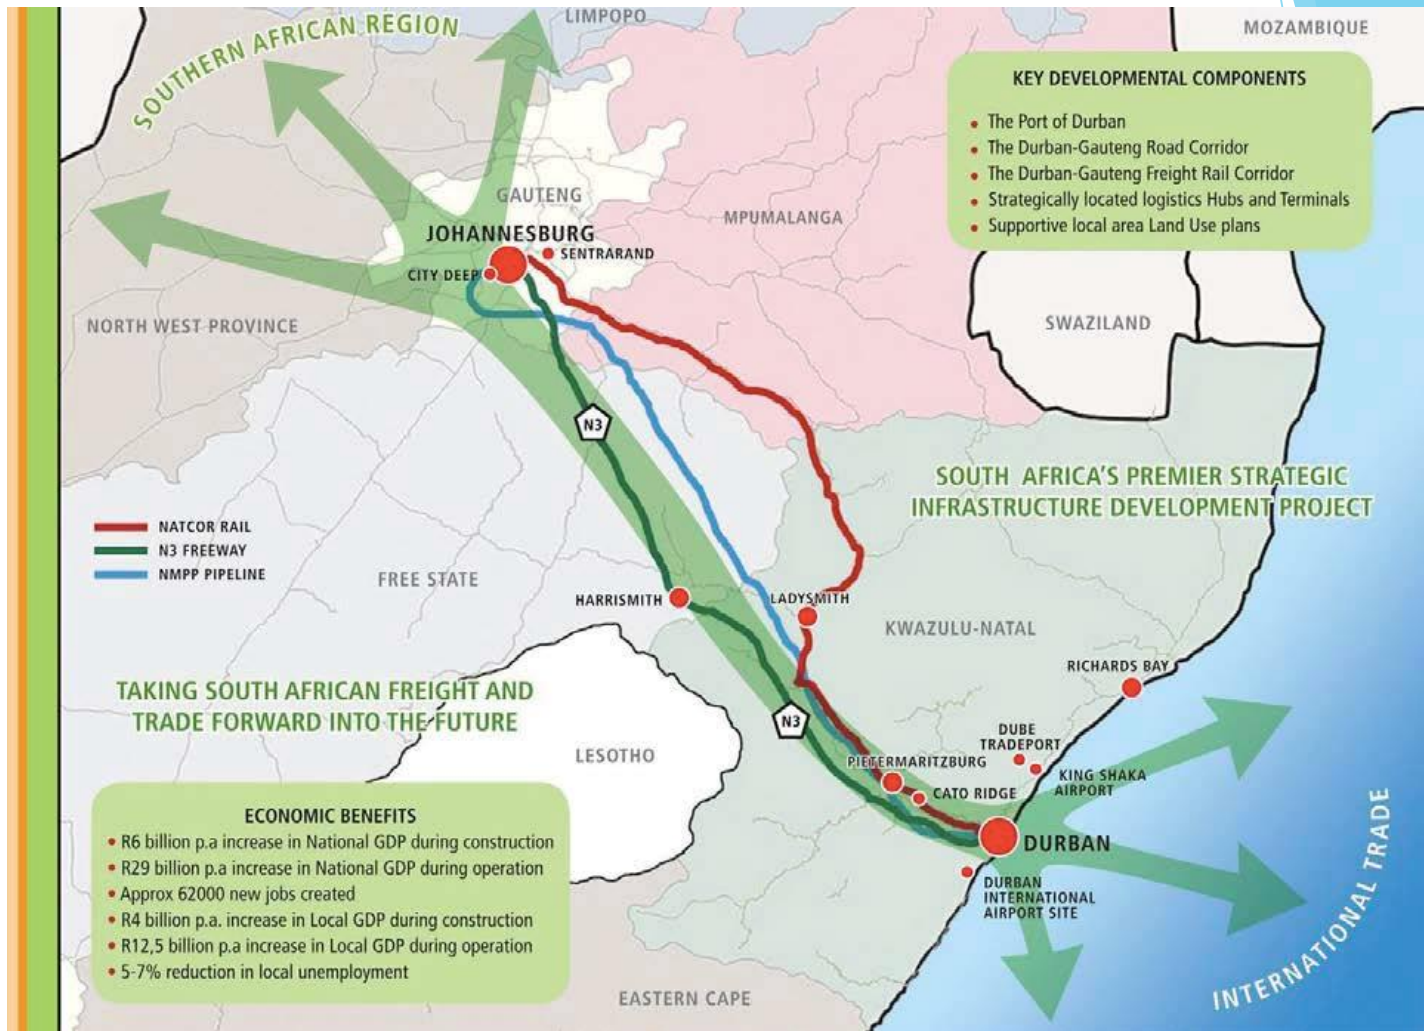 SOUTHERN AFRICAN REGION
LIMPOPO
MOZAMBIQUE
KEY DEVELOPMENTAL COMPONENTS
• The Port of Durban
• The Durban-Gauteng Road Corridor
• The Durban-Gauteng Freight Rail Corridor
• Strategically located logistics Hubs and Terminals
• Supportive local area Land Use plans
GAUTENG
MPUMALANGA
JOHANNESBURG
SENTRARAND
CITY DEEP
NORTH WEST PROVINCE
SWAZILAND
N3
SOUTH AFRICA'S PREMIER STRATEGIC
INFRASTRUCTURE DEVELOPMENT PROJECT
NATCOR RAIL
N3 FREEWAY
NMPP PIPELINE
FREE STATE
HARRISMITH
LADYSMITH
KWAZULU-NATAL
RICHARDS BAY
TAKING SOUTH AFRICAN FREIGHT AND
TRADE FORWARD INTO THE FUTURE
N3
LESOTHO
DUBE
TRADEPORT
PIETERMARITZBURG
KING SHAKA
AIRPORT
CATO RIDGE
DURBAN
DURBAN
INTERNATIONAL
AIRPORT SITE
INTERNATIONAL TRADE
ECONOMIC BENEFITS
• R6 billion p.a increase in National GDP during construction
• R29 billion p.a increase in National GDP during operation
• Approx 62000 new jobs created
• R4 billion p.a. increase in Local GDP during construction
• R12,5 billion p.a increase in Local GDP during operation
• 5-7% reduction in local unemployment
EASTERN CAPE